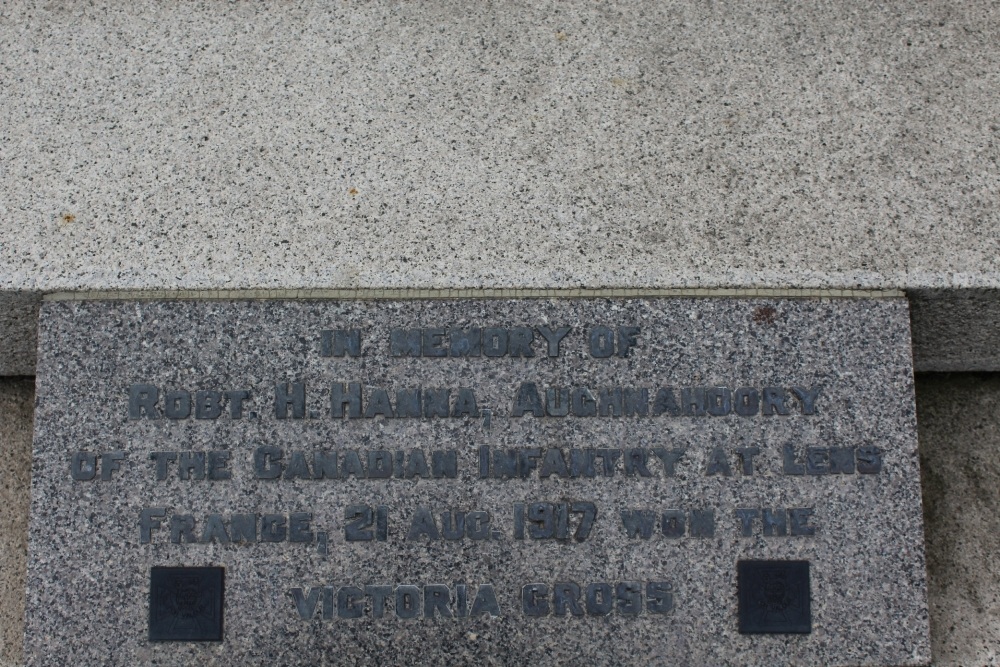 IN MEMORY OF
ROBT. H. HANNA, AUGHNAHOORY
OF THE CANADIAN INFANTRY AT LENS
FRANCE, 21 AUG. 1917 WON THE
VICTORIA CROSS